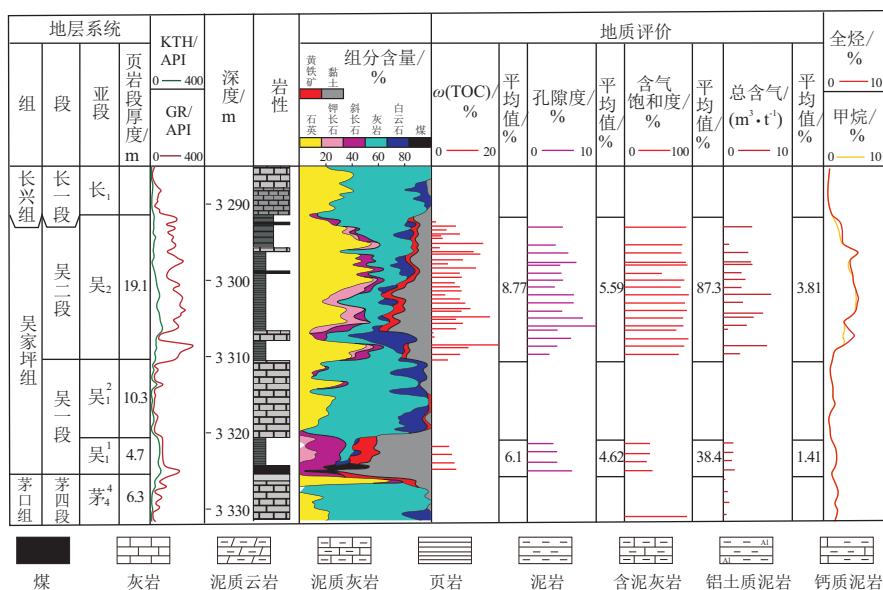 地层系统
地质评价
组
段
亚段
页岩段厚度/m
KTH/API
0 400
GR/API
0 400
深度/m
岩性
组分含量/%
黄铁矿
黏土
石英
钾长石
斜长石
灰岩
白云石
煤
20 40 60 80
ω(TOC)/%
0 20
平均值/%
孔隙度/%
0 10
平均值/%
含气饱和度/%
0 100
平均值/%
总含气/(m³·t⁻¹)
0 10
平均值/%
全烃
0 10
甲烷
0 10
长兴组
长一段
长₁
3 290
吴家坪组
吴二段
吴₂
19.1
3 300
8.77
5.59
87.3
3.81
3 310
吴一段
吴₁²
10.3
3 320
吴₁¹
4.7
6.1
4.62
38.4
1.41
茅口组
茅四段
茅₄⁴
6.3
3 330
Al
Al
煤
灰岩
泥质云岩
泥质灰岩
页岩
泥岩
含泥灰岩
铝土质泥岩
钙质泥岩